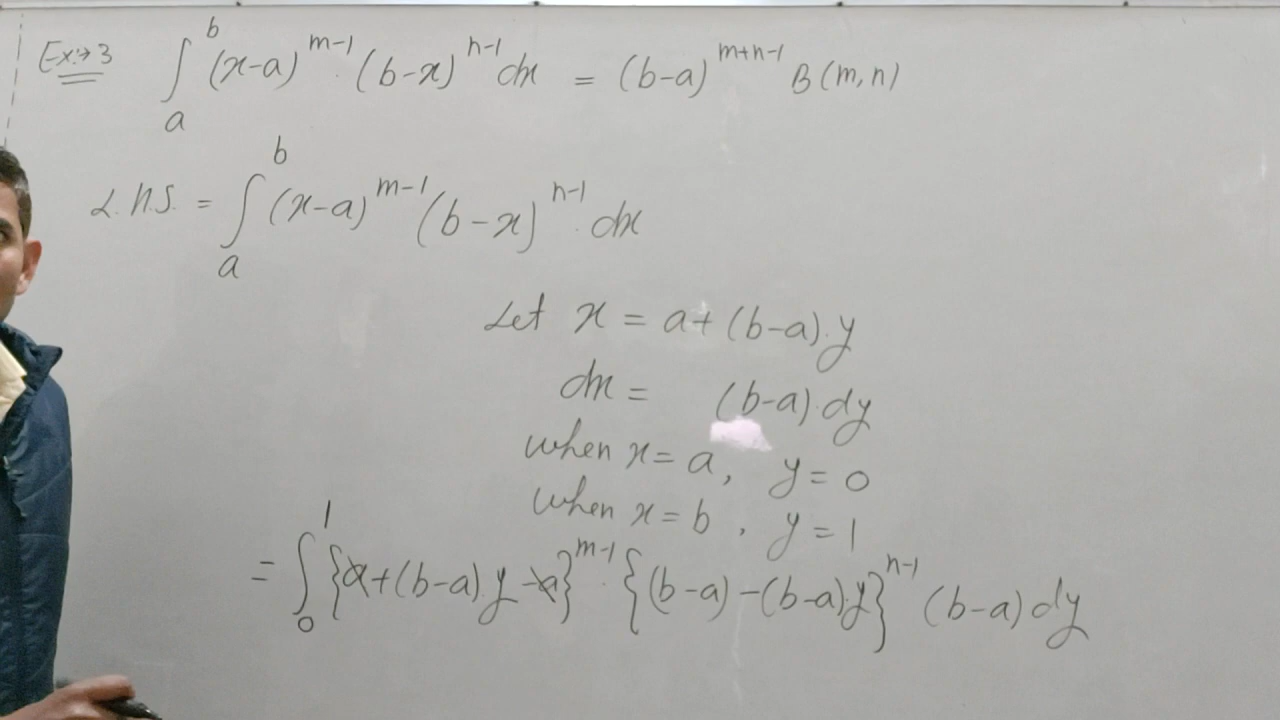 Ex:→3 ∫_a^b (x-a)^{m-1}·(b-x)^{n-1} dx = (b-a)^{m+n-1} B(m,n)
L.H.S. = ∫_a^b (x-a)^{m-1} (b-x)^{n-1}·dx
Let x = a+(b-a).y
dx = (b-a).dy
when x=a, y=0
when x=b, y=1
= ∫_0^1 {a+(b-a).y-a}^{m-1}·{(b-a)-(b-a).y}^{n-1} (b-a) dy